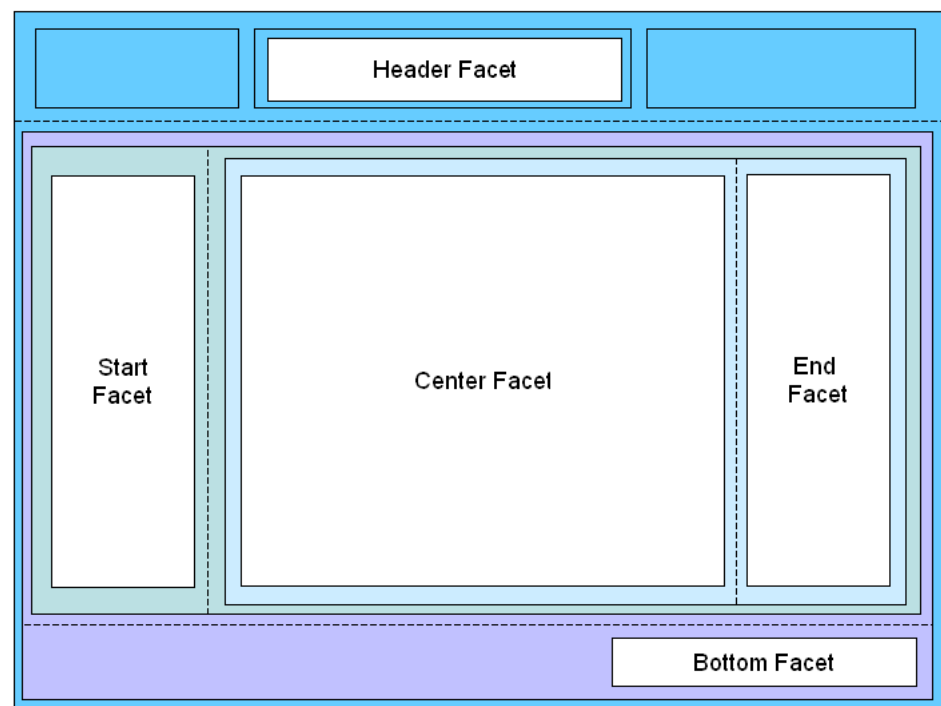 Header Facet
Start
Facet
Center Facet
End
Facet
Bottom Facet